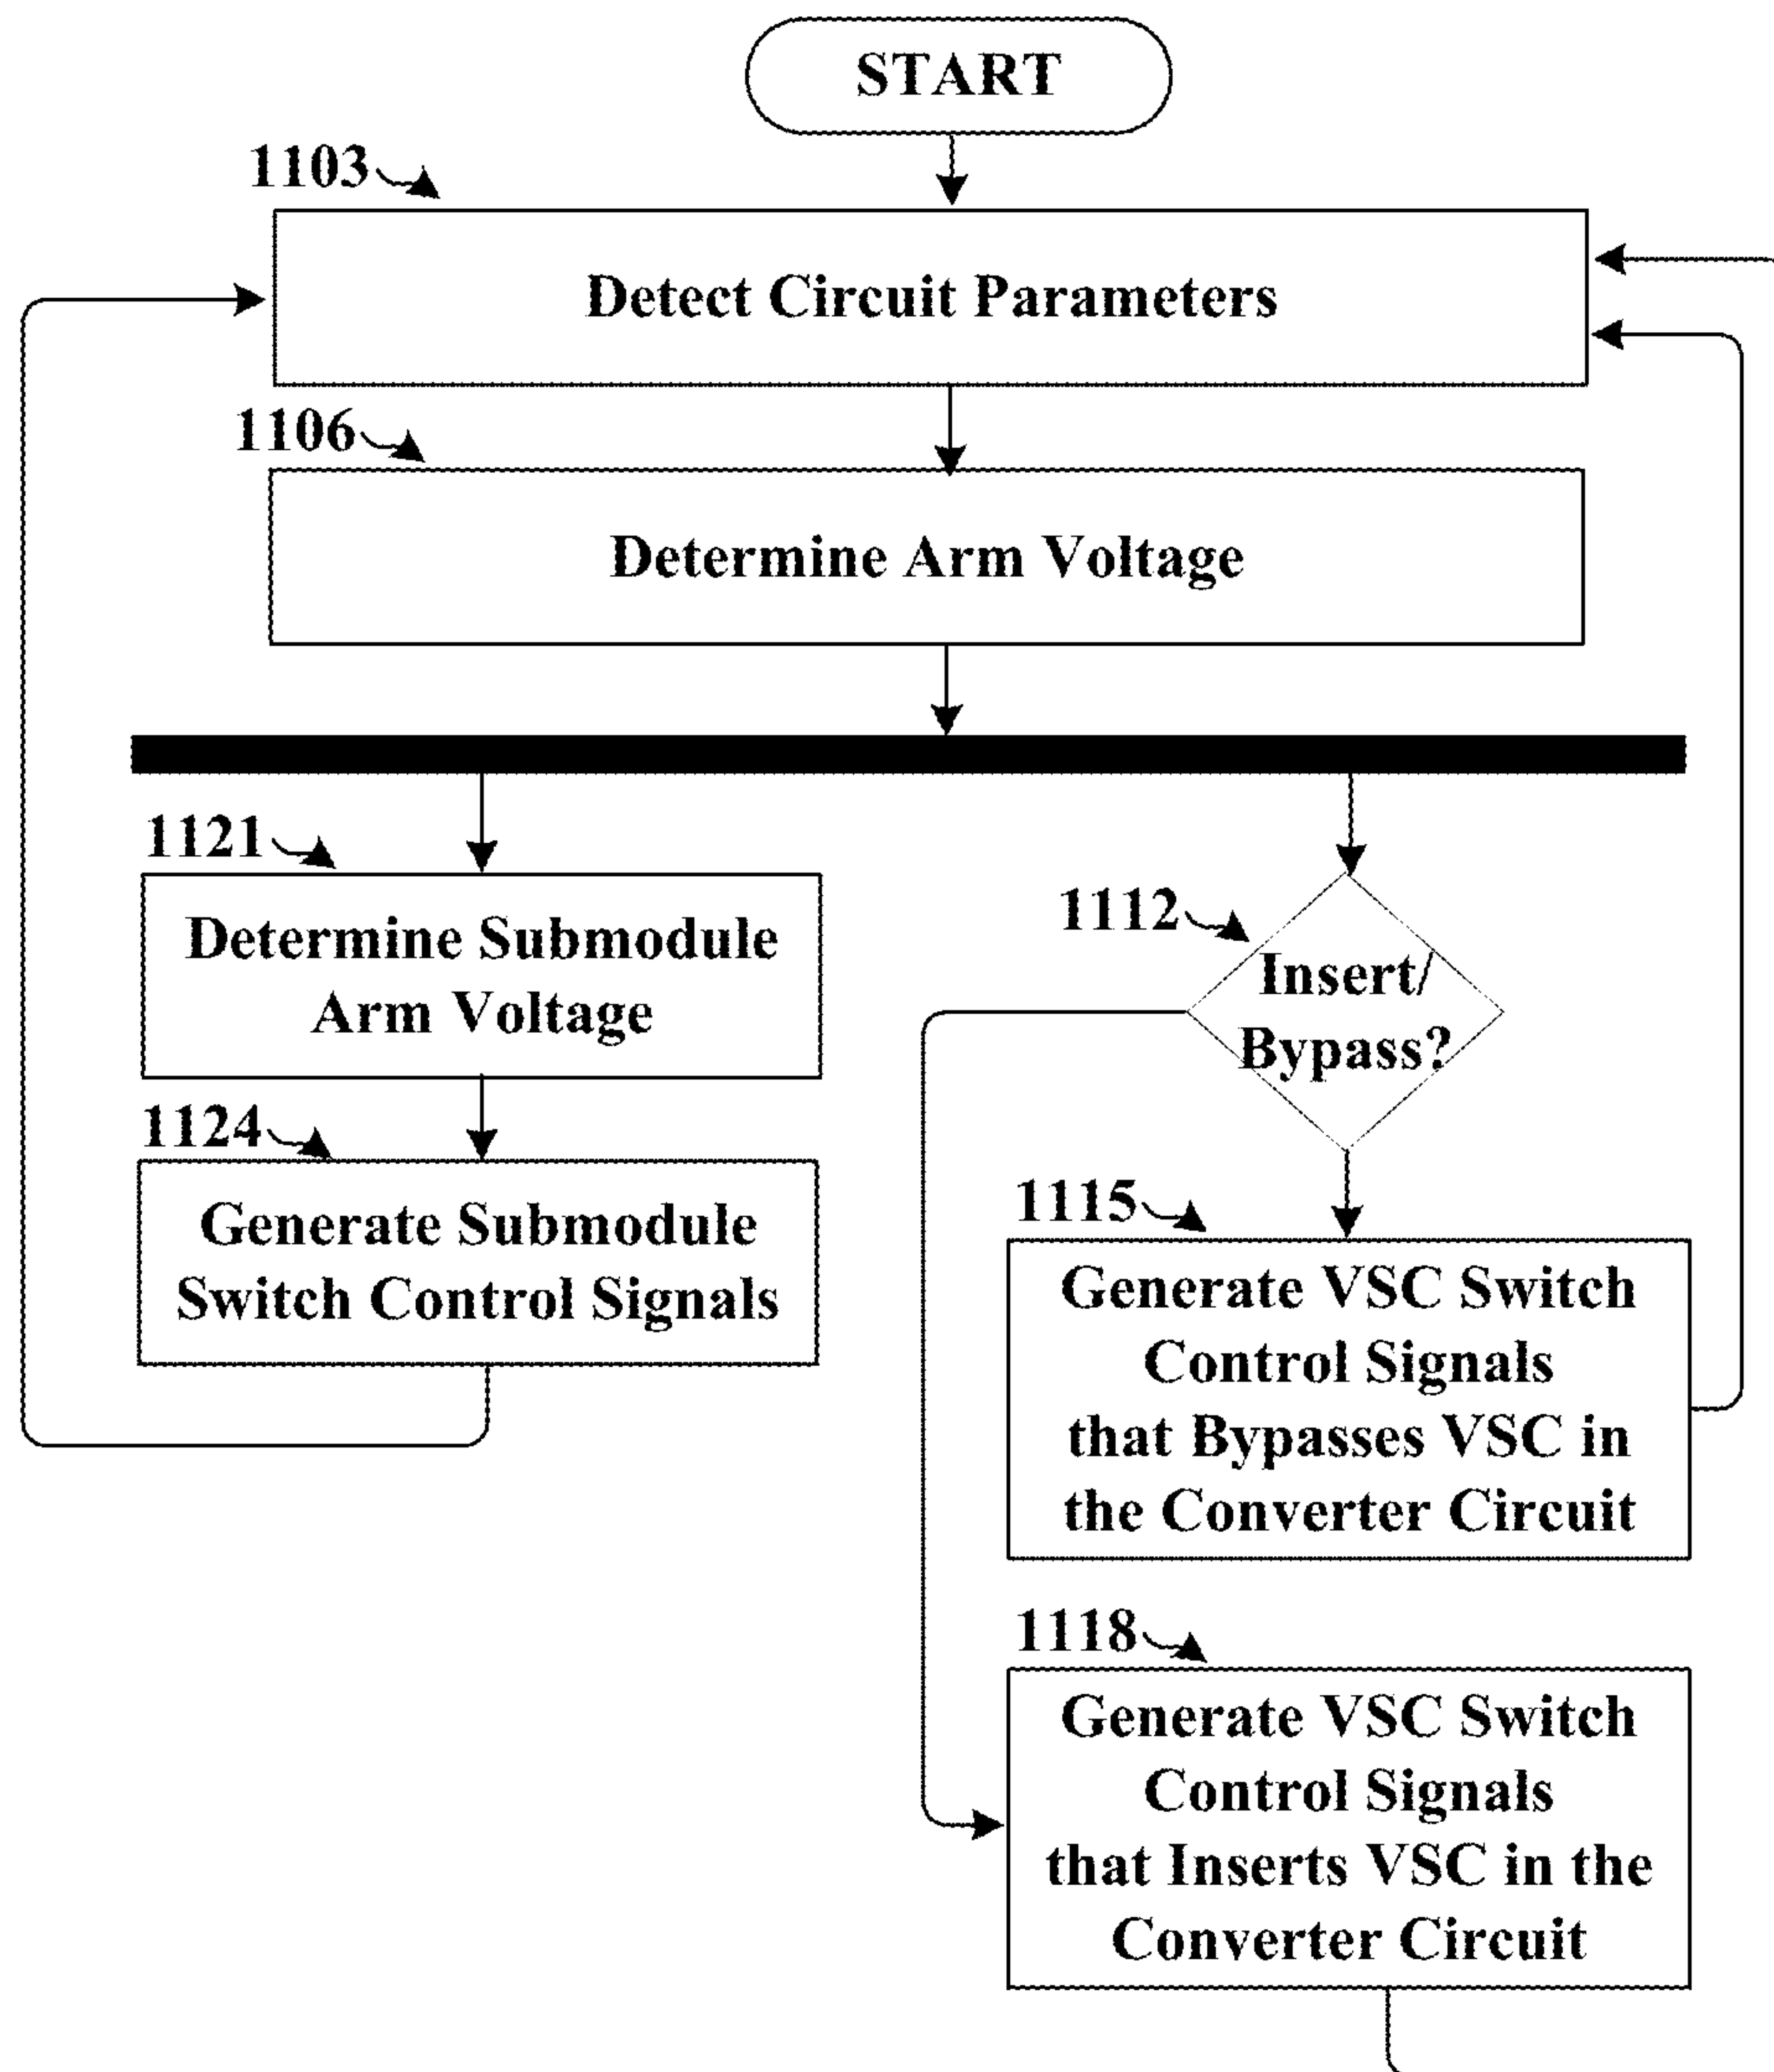 START
1103
Detect Circuit Parameters
1106
Determine Arm Voltage
1121
Determine Submodule
Arm Voltage
1124
Generate Submodule
Switch Control Signals
1112
Insert/
Bypass?
1115
Generate VSC Switch
Control Signals
that Bypasses VSC in
the Converter Circuit
1118
Generate VSC Switch
Control Signals
that Inserts VSC in the
Converter Circuit